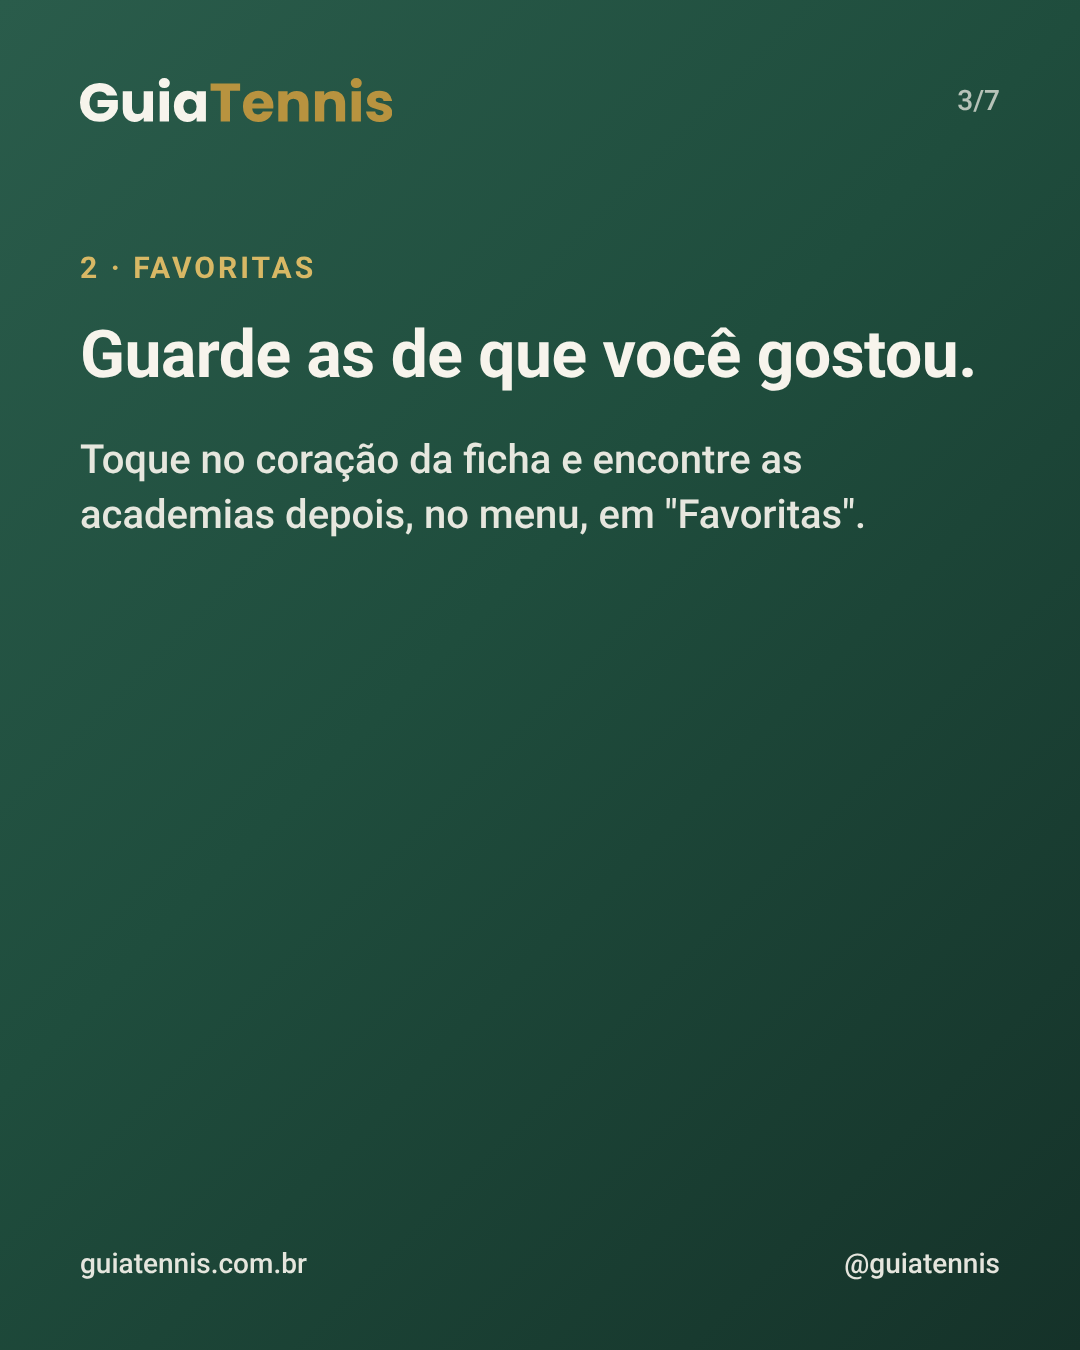 GuiaTennis
3/7
2 · FAVORITAS
Guarde as de que você gostou.
Toque no coração da ficha e encontre as
academias depois, no menu, em "Favoritas".
guiatennis.com.br
@guiatennis